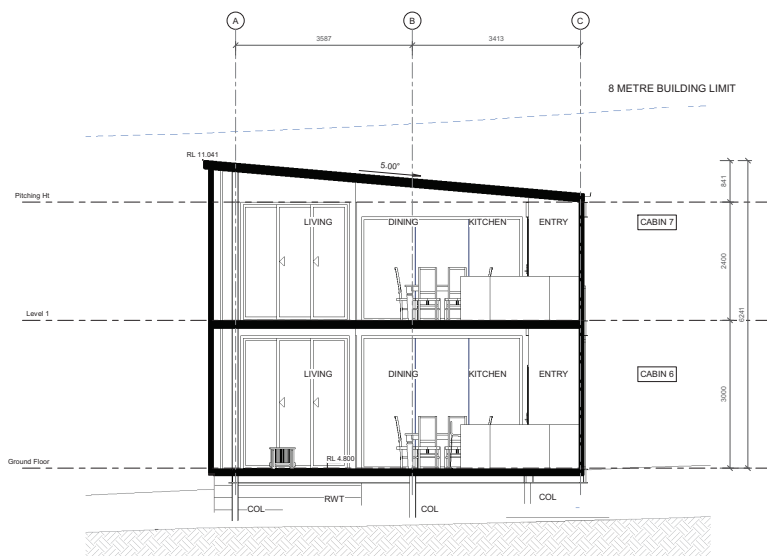 A B C
3587 3413
8 METRE BUILDING LIMIT
RL 11.041
5.00°
841
Pitching Ht
LIVING DINING KITCHEN ENTRY CABIN 7
2400
6241
Level 1
LIVING DINING KITCHEN ENTRY CABIN 6
3000
RL 4.800
Ground Floor
RWT COL
COL COL